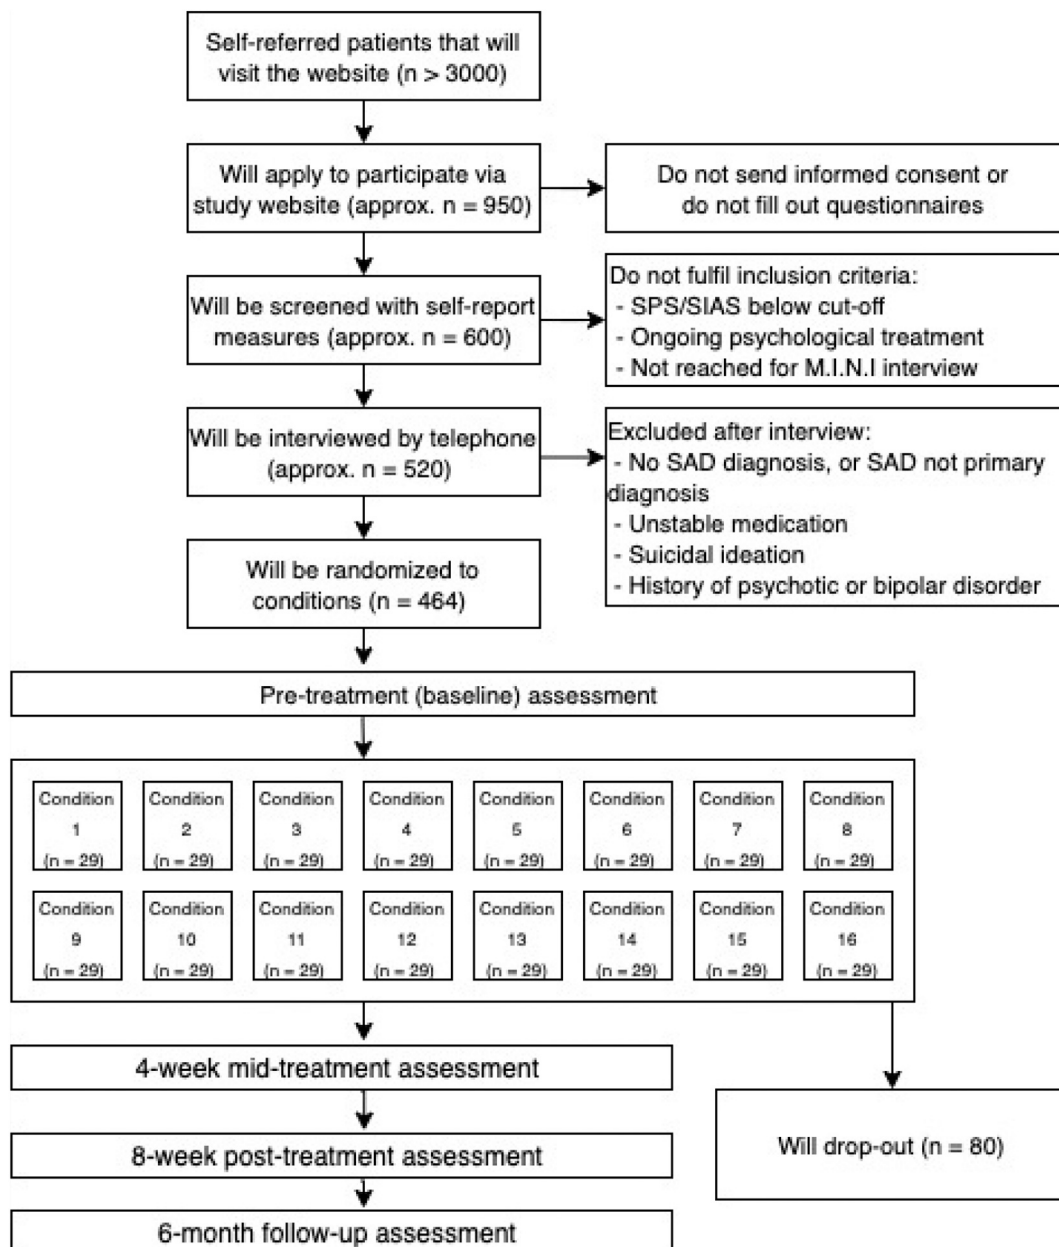 Self-referred patients that will
visit the website (n > 3000)
Will apply to participate via
study website (approx. n = 950)
Do not send informed consent or
do not fill out questionnaires
Will be screened with self-report
measures (approx. n = 600)
Do not fulfil inclusion criteria:
- SPS/SIAS below cut-off
- Ongoing psychological treatment
- Not reached for M.I.N.I interview
Will be interviewed by telephone
(approx. n = 520)
Excluded after interview:
- No SAD diagnosis, or SAD not primary
diagnosis
- Unstable medication
- Suicidal ideation
- History of psychotic or bipolar disorder
Will be randomized to
conditions (n = 464)
Pre-treatment (baseline) assessment
Condition
1
(n = 29)
Condition
2
(n = 29)
Condition
3
(n = 29)
Condition
4
(n = 29)
Condition
5
(n = 29)
Condition
6
(n = 29)
Condition
7
(n = 29)
Condition
8
(n = 29)
Condition
9
(n = 29)
Condition
10
(n = 29)
Condition
11
(n = 29)
Condition
12
(n = 29)
Condition
13
(n = 29)
Condition
14
(n = 29)
Condition
15
(n = 29)
Condition
16
(n = 29)
4-week mid-treatment assessment
8-week post-treatment assessment
Will drop-out (n = 80)
6-month follow-up assessment